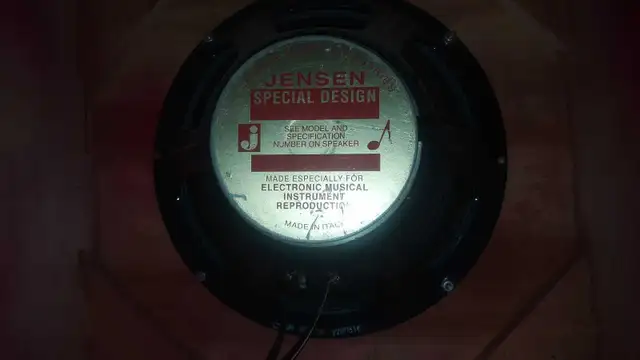 JENSEN
SPECIAL DESIGN
j
SEE MODEL AND
SPECIFICATION
NUMBER ON SPEAKER
MADE ESPECIALLY FOR
ELECTRONIC MUSICAL
INSTRUMENT
REPRODUCTION
MADE IN ITALY